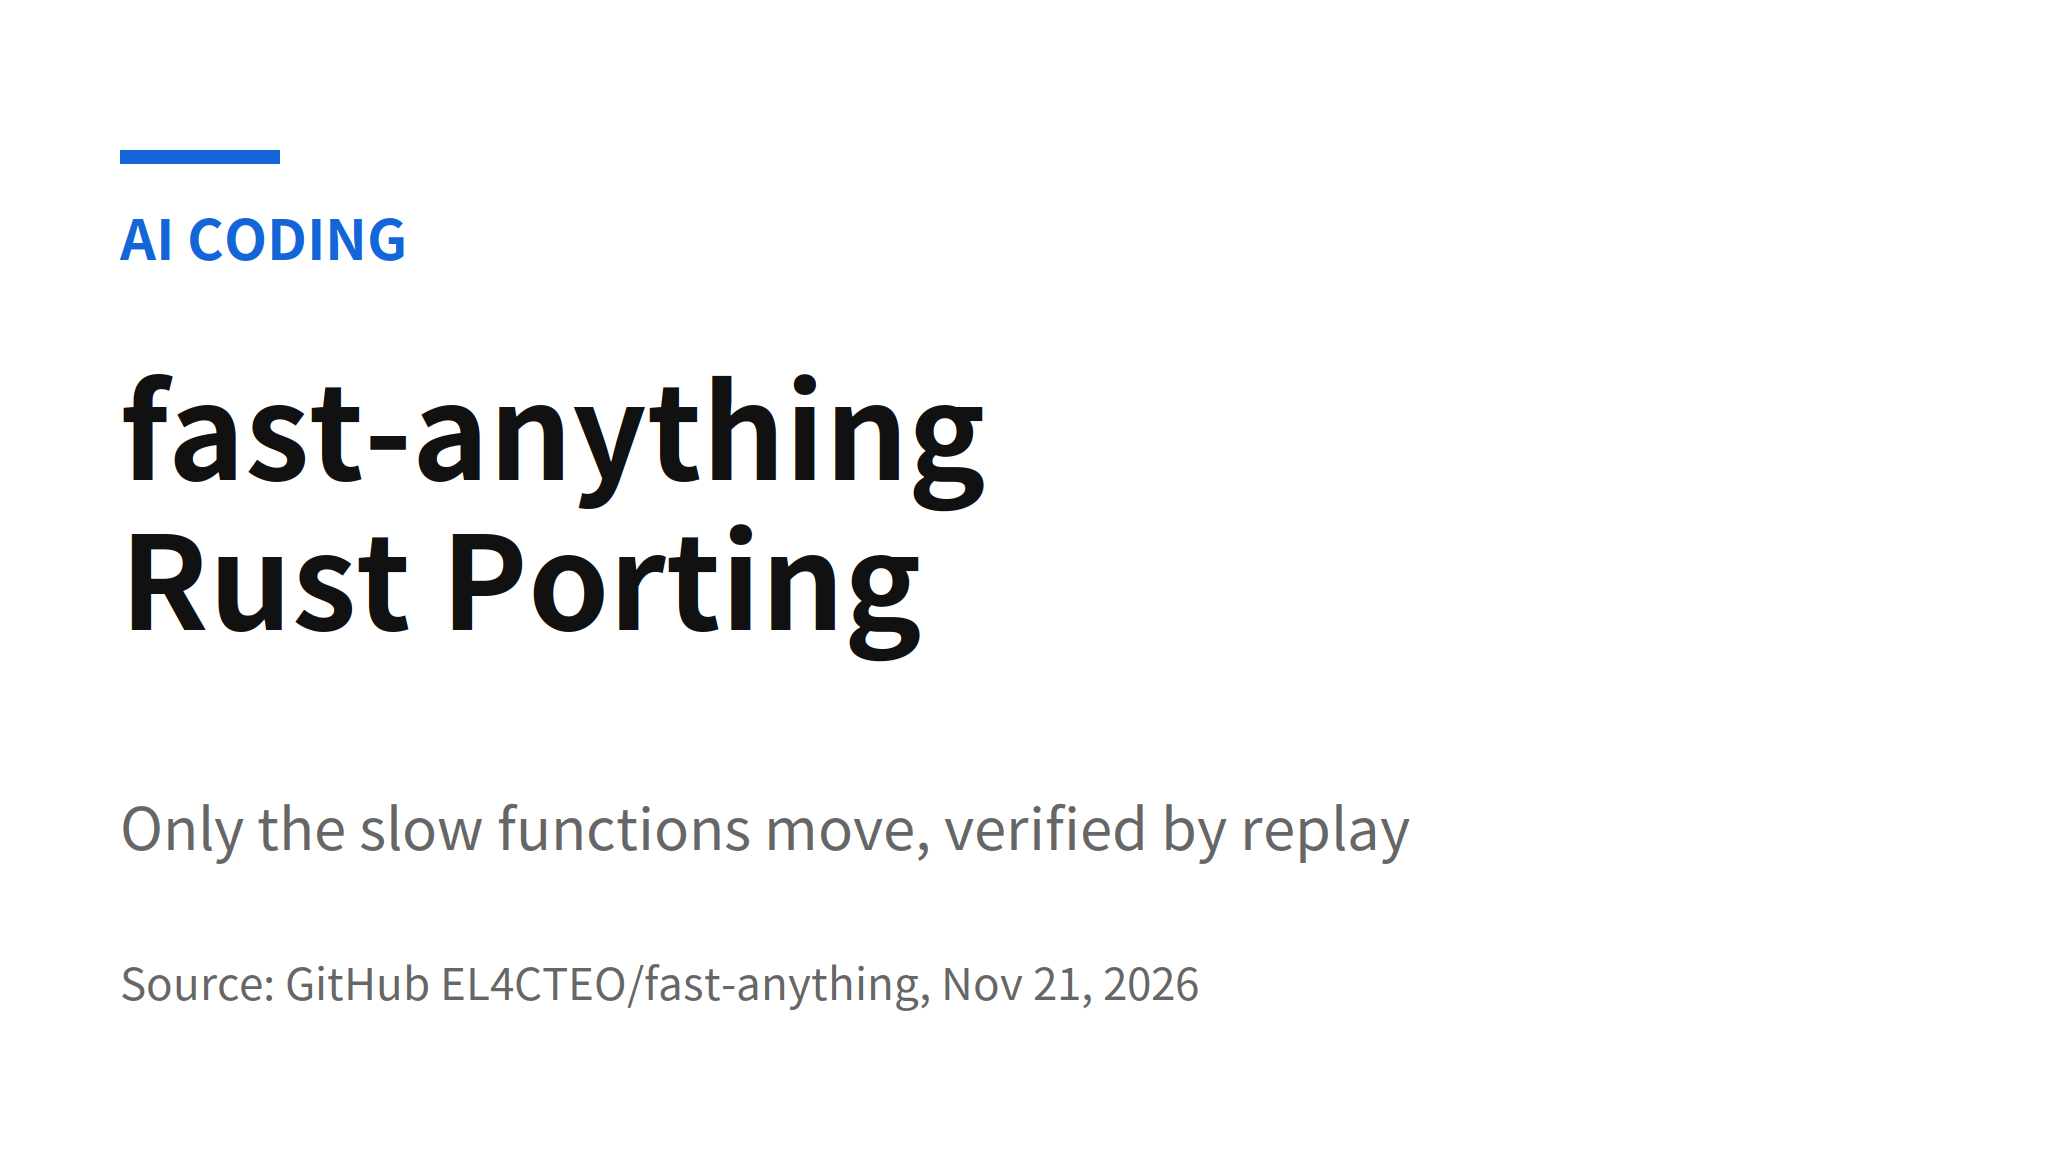 AI CODING
fast-anything
Rust Porting
Only the slow functions move, verified by replay
Source: GitHub EL4CTEO/fast-anything, Nov 21, 2026